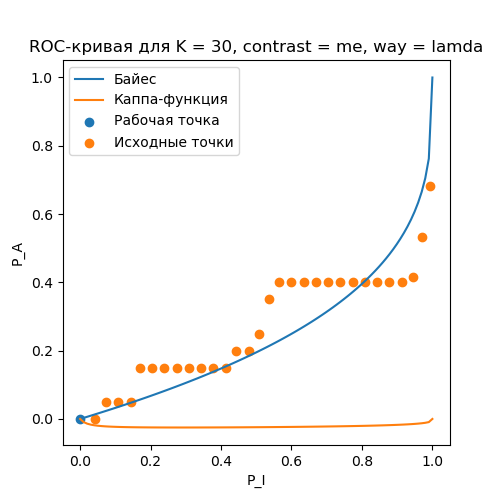 ROC-кривая для K = 30, contrast = me, way = lamda
Байес
Каппа-функция
Рабочая точка
Исходные точки
1.0
0.8
0.6
0.4
0.2
0.0
P_A
0.0 0.2 0.4 0.6 0.8 1.0
P_I